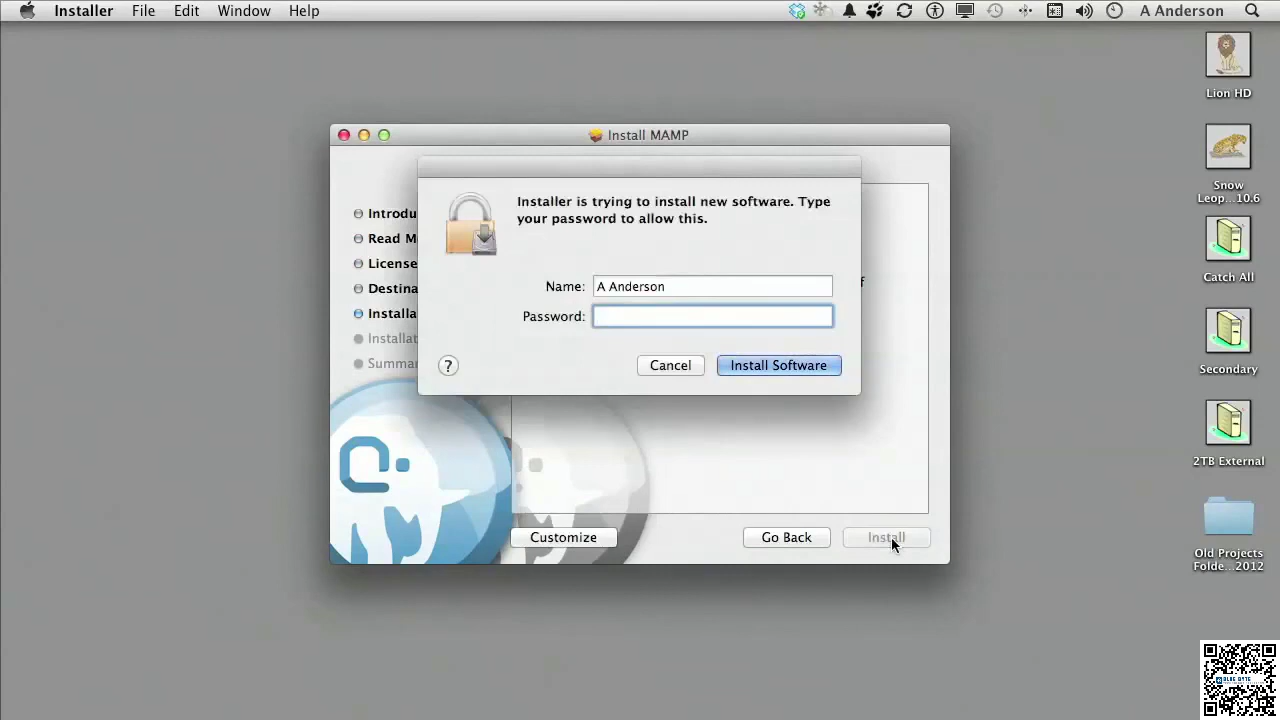 Installer File Edit Window Help A Anderson
Install MAMP
Installer is trying to install new software. Type
your password to allow this.
Name: A Anderson
Password:
? Cancel Install Software
Introdu
Read M
License
Destina
Installa
Installat
Summar
f
Customize Go Back Install
Lion HD
Snow
Leop...10.6
Catch All
Secondary
2TB External
Old Projects
Folde...2012
BLUE BYTE